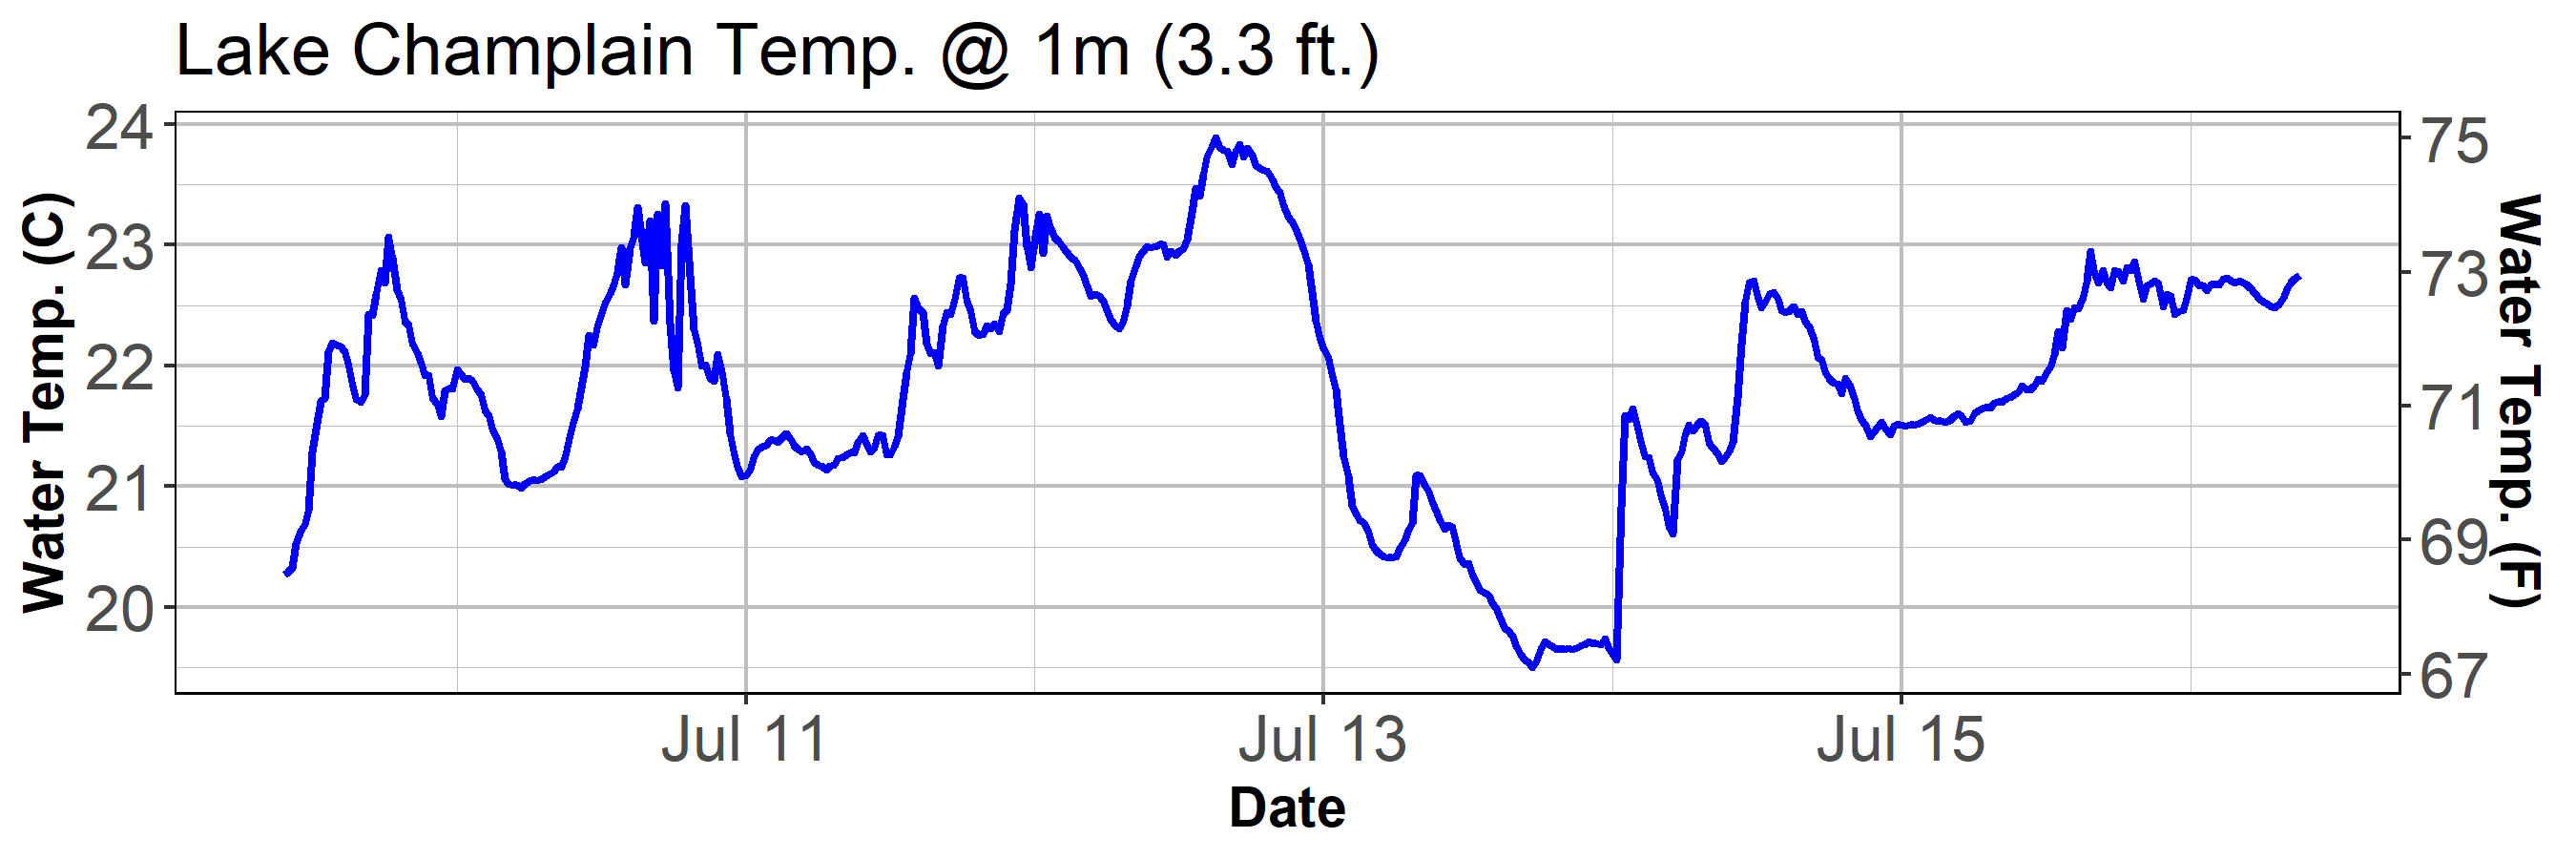 Lake Champlain Temp. @ 1m (3.3 ft.)
Water Temp. (C)
24
23
22
21
20
75
73
71
69
67
Water Temp. (F)
Jul 11
Jul 13
Jul 15
Date